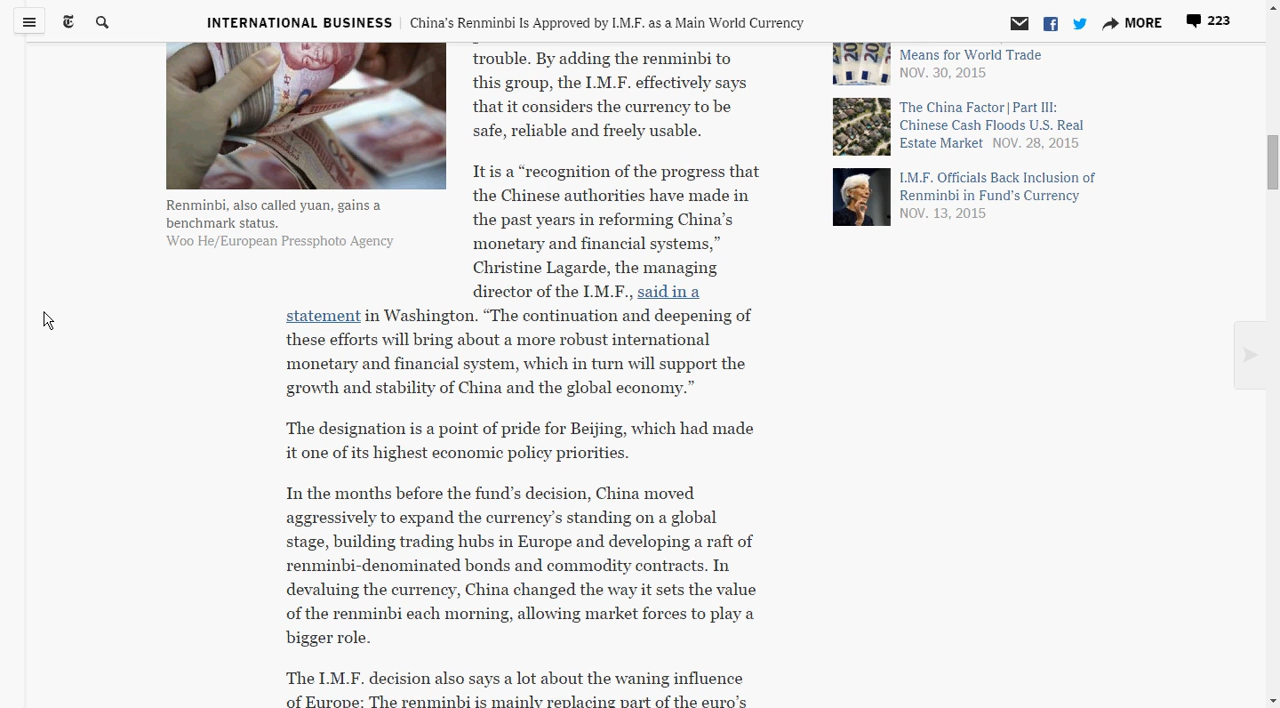 INTERNATIONAL BUSINESS
China's Renminbi Is Approved by I.M.F. as a Main World Currency
MORE
223
trouble. By adding the renminbi to
this group, the I.M.F. effectively says
that it considers the currency to be
safe, reliable and freely usable.
It is a “recognition of the progress that
the Chinese authorities have made in
the past years in reforming China's
monetary and financial systems,”
Christine Lagarde, the managing
director of the I.M.F., said in a
statement in Washington. “The continuation and deepening of
these efforts will bring about a more robust international
monetary and financial system, which in turn will support the
growth and stability of China and the global economy.”
The designation is a point of pride for Beijing, which had made
it one of its highest economic policy priorities.
In the months before the fund's decision, China moved
aggressively to expand the currency's standing on a global
stage, building trading hubs in Europe and developing a raft of
renminbi-denominated bonds and commodity contracts. In
devaluing the currency, China changed the way it sets the value
of the renminbi each morning, allowing market forces to play a
bigger role.
The I.M.F. decision also says a lot about the waning influence
of Europe: The renminbi is mainly replacing part of the euro's
Renminbi, also called yuan, gains a
benchmark status.
Woo He/European Pressphoto Agency
Means for World Trade
NOV. 30, 2015
The China Factor | Part III:
Chinese Cash Floods U.S. Real
Estate Market NOV. 28, 2015
I.M.F. Officials Back Inclusion of
Renminbi in Fund's Currency
NOV. 13, 2015